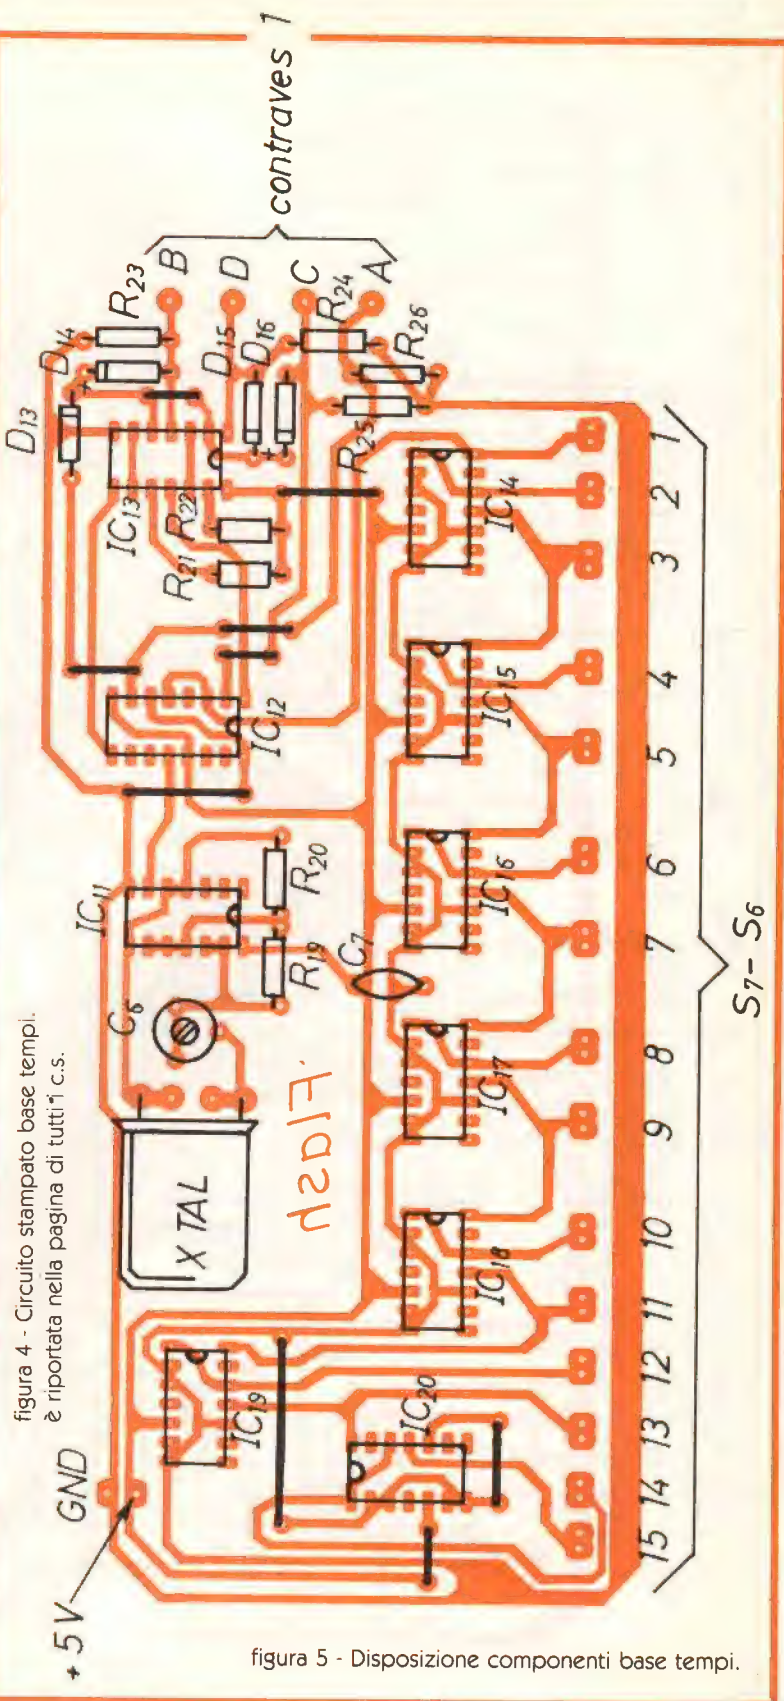 figura 4 - Circuito stampato base tempi.
è riportata nella pagina di tutti i c.s.
+5V
GND
XTAL
C6
IC11
R19
R20
C7
IC12
R21
R22
IC13
D13
D14
R23
D15
D16
B
D
C
A
contraves 1
R24
R25
R26
Flash
IC19
IC20
IC18
IC17
IC16
IC15
IC14
15 14 13 12 11 10 9 8 7 6 5 4 3 2 1
S7-S6
figura 5 - Disposizione componenti base tempi.